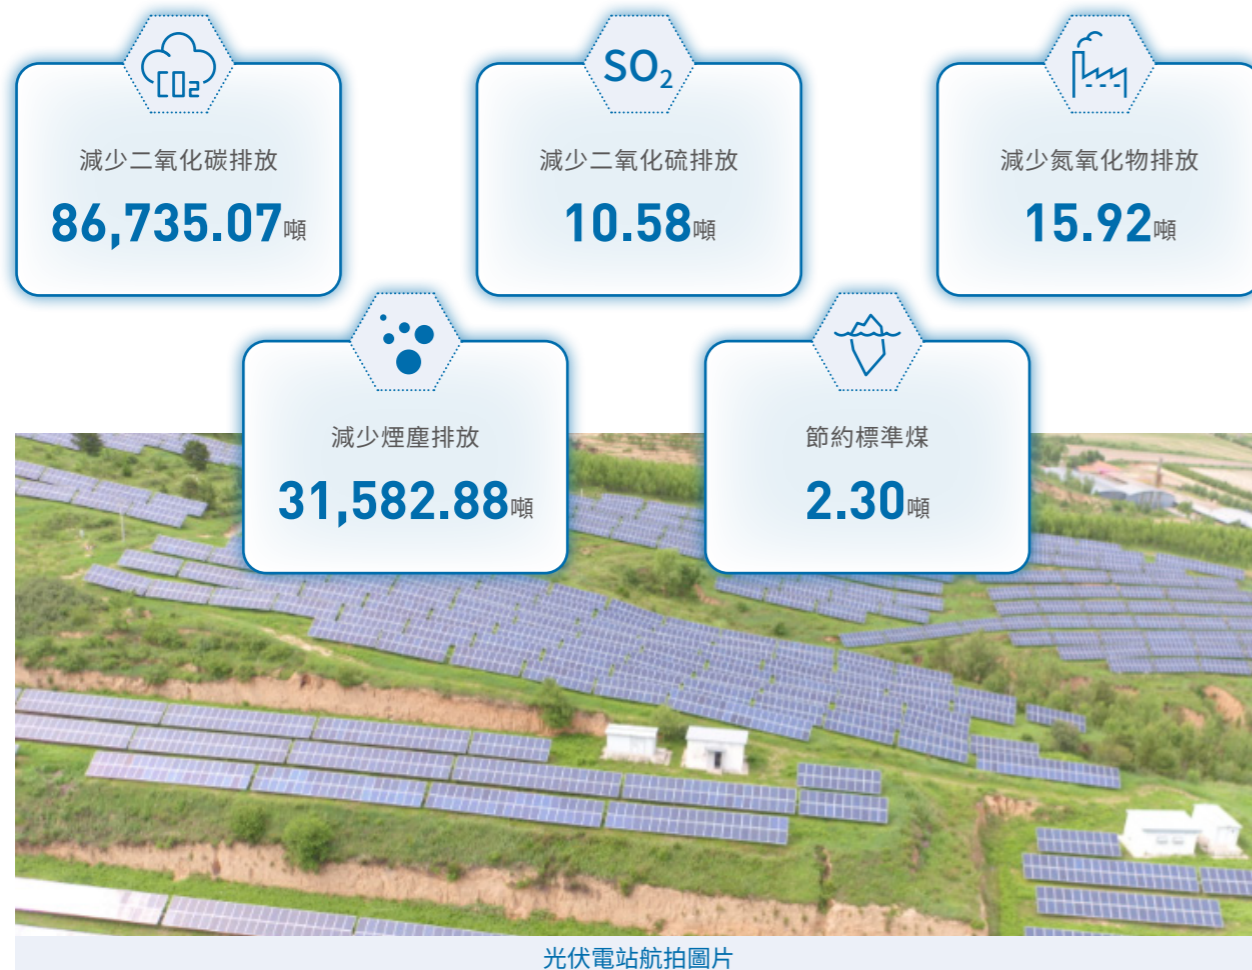 CO₂
減少二氧化碳排放
86,735.07噸
SO₂
減少二氧化硫排放
10.58噸
減少氮氧化物排放
15.92噸
減少煙塵排放
31,582.88噸
節約標準煤
2.30噸
光伏電站航拍圖片